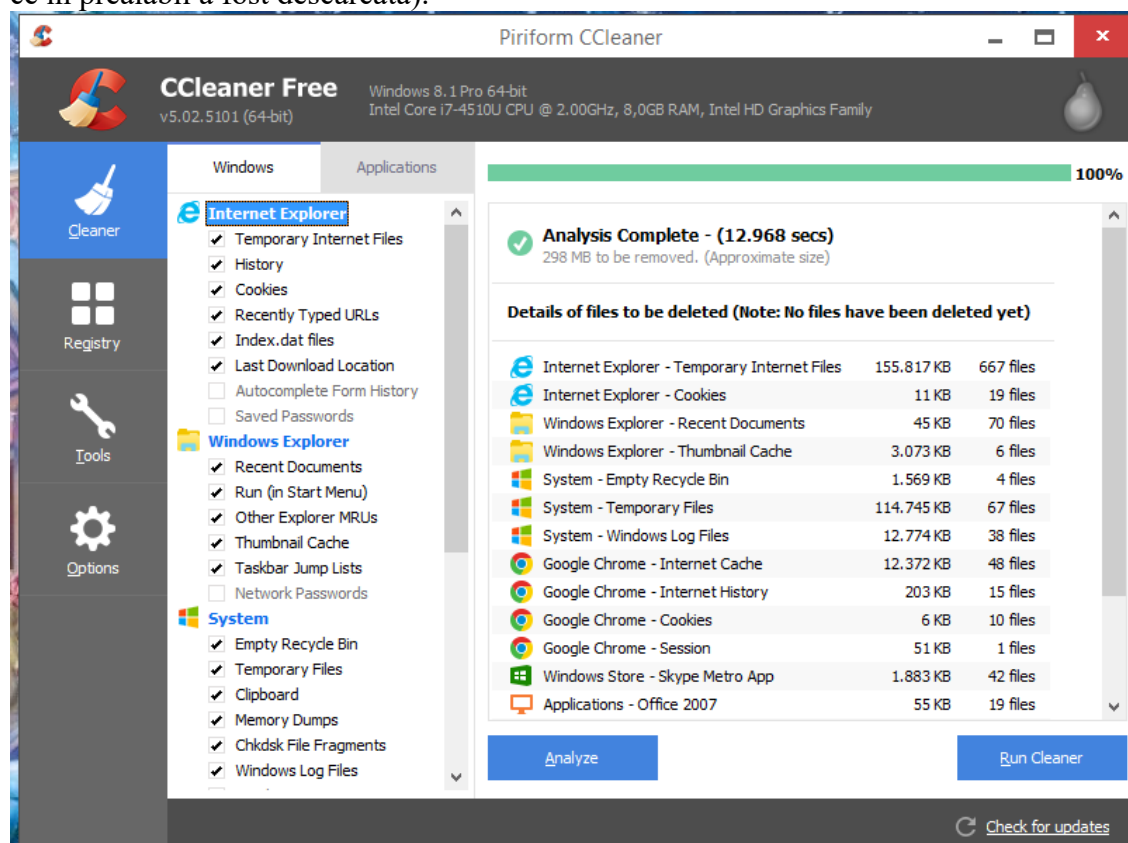 ce în prealabil a fost descărcată).
Piriform CCleaner
CCleaner Free
v5.02.5101 (64-bit)
Windows 8.1 Pro 64-bit
Intel Core i7-4510U CPU @ 2.00GHz, 8,0GB RAM, Intel HD Graphics Family
Cleaner
Registry
Tools
Options
Windows
Applications
Internet Explorer
Temporary Internet Files
History
Cookies
Recently Typed URLs
Index.dat files
Last Download Location
Autocomplete Form History
Saved Passwords
Windows Explorer
Recent Documents
Run (in Start Menu)
Other Explorer MRUs
Thumbnail Cache
Taskbar Jump Lists
Network Passwords
System
Empty Recycle Bin
Temporary Files
Clipboard
Memory Dumps
Chkdsk File Fragments
Windows Log Files
100%
Analysis Complete - (12.968 secs)
298 MB to be removed. (Approximate size)
Details of files to be deleted (Note: No files have been deleted yet)
Internet Explorer - Temporary Internet Files 155.817 KB 667 files
Internet Explorer - Cookies 11 KB 19 files
Windows Explorer - Recent Documents 45 KB 70 files
Windows Explorer - Thumbnail Cache 3.073 KB 6 files
System - Empty Recycle Bin 1.569 KB 4 files
System - Temporary Files 114.745 KB 67 files
System - Windows Log Files 12.774 KB 38 files
Google Chrome - Internet Cache 12.372 KB 48 files
Google Chrome - Internet History 203 KB 15 files
Google Chrome - Cookies 6 KB 10 files
Google Chrome - Session 51 KB 1 files
Windows Store - Skype Metro App 1.883 KB 42 files
Applications - Office 2007 55 KB 19 files
Analyze
Run Cleaner
Check for updates